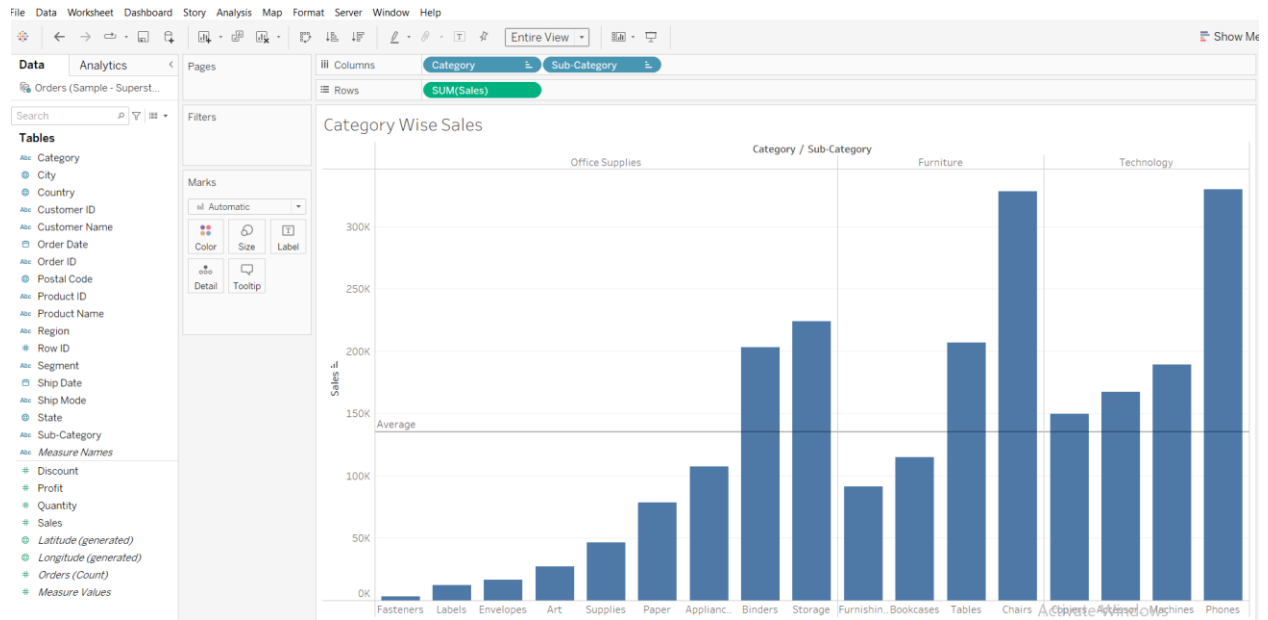 File Data Worksheet Dashboard Story Analysis Map Format Server Window Help
Entire View
Show Me
Data Analytics
Orders (Sample - Superst...
Search
Tables
Category
City
Country
Customer ID
Customer Name
Order Date
Order ID
Postal Code
Product ID
Product Name
Region
Row ID
Segment
Ship Date
Ship Mode
State
Sub-Category
Measure Names
Discount
Profit
Quantity
Sales
Latitude (generated)
Longitude (generated)
Orders (Count)
Measure Values
Pages
Filters
Marks
Automatic
Color Size Label
Detail Tooltip
Columns Category Sub-Category
Rows SUM(Sales)
Category Wise Sales
Category / Sub-Category
Office Supplies Furniture Technology
Sales
300K
250K
200K
150K
Average
100K
50K
0K
Fasteners Labels Envelopes Art Supplies Paper Applianc.. Binders Storage Furnishin.. Bookcases Tables Chairs Copiers Machines Phones
Activate Windows